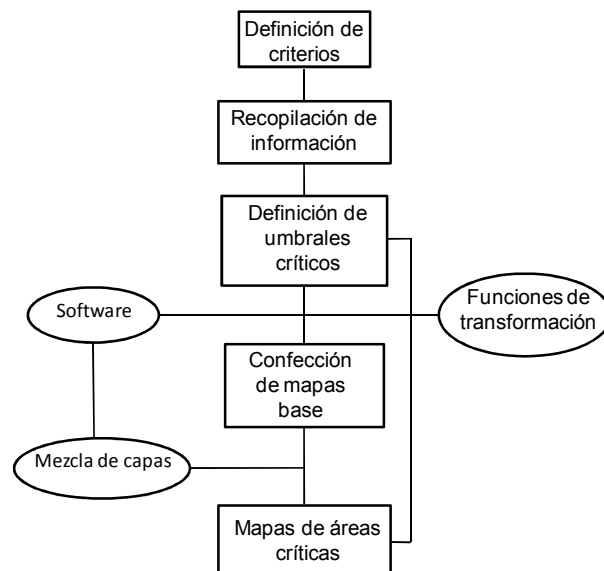 Definición de
criterios
Recopilación de
información
Definición de
umbrales
críticos
Software
Funciones de
transformación
Confección
de mapas
base
Mezcla de capas
Mapas de áreas
críticas